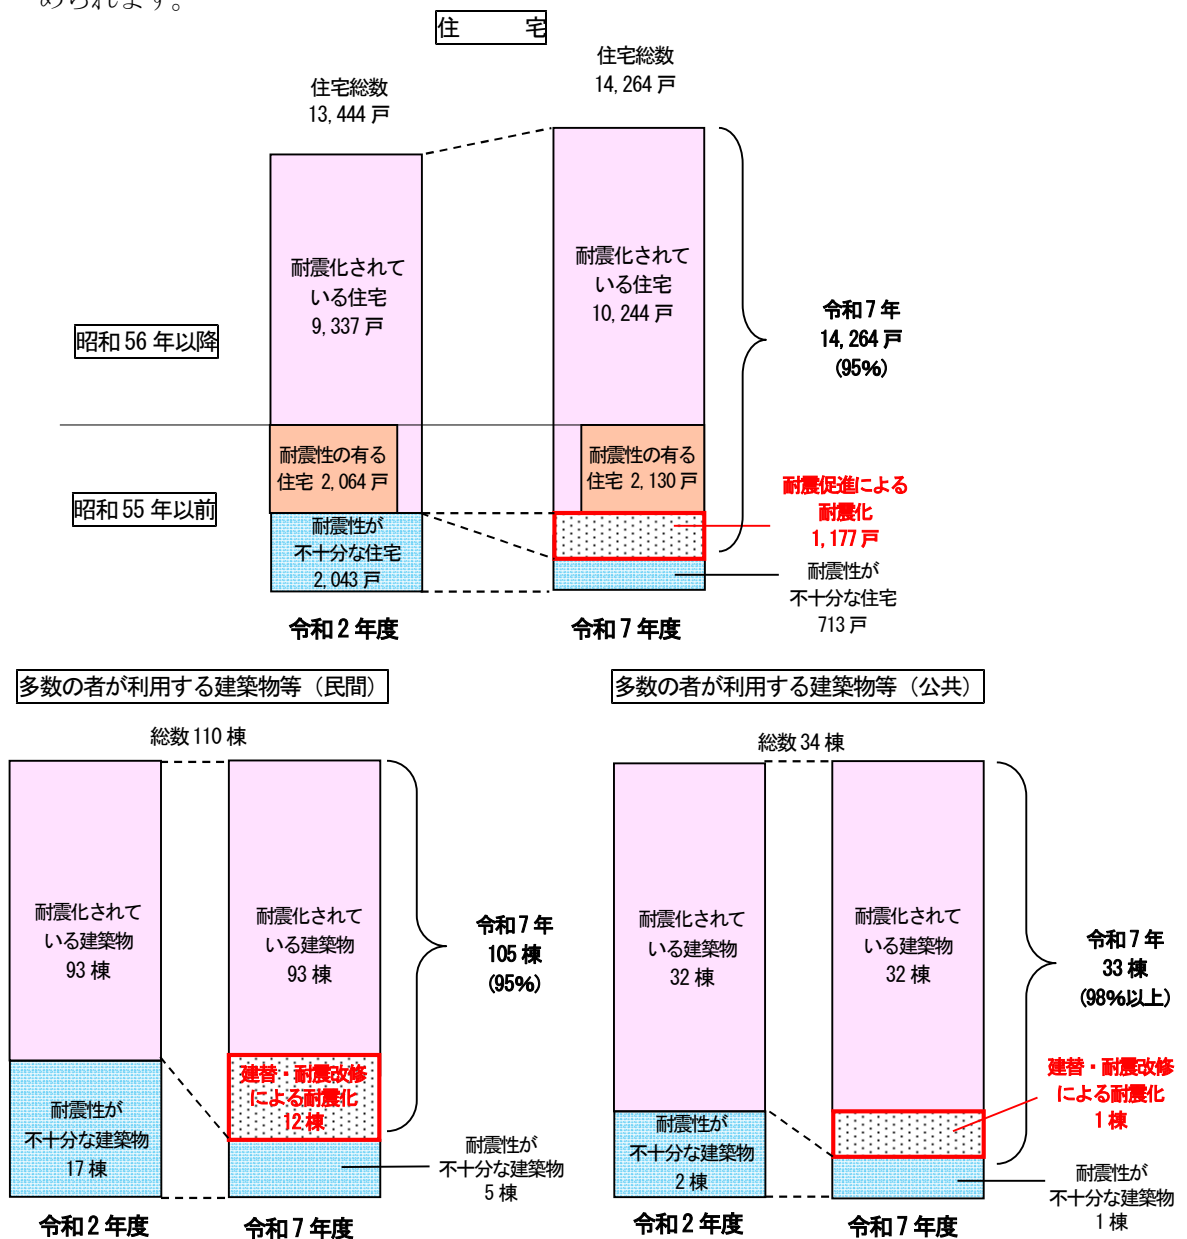 められます。
住　　宅
住宅総数
13,444 戸
住宅総数
14,264 戸
耐震化されて
いる住宅
9,337 戸
耐震化されて
いる住宅
10,244 戸
令和 7 年
14,264 戸
(95%)
昭和 56 年以降
耐震性の有る
住宅 2,064 戸
耐震性の有る
住宅 2,130 戸
昭和 55 年以前
耐震促進による
耐震化
1,177 戸
耐震性が
不十分な住宅
2,043 戸
耐震性が
不十分な住宅
713 戸
令和 2 年度
令和 7 年度
多数の者が利用する建築物等（民間）
総数 110 棟
耐震化されて
いる建築物
93 棟
耐震化されて
いる建築物
93 棟
令和 7 年
105 棟
(95%)
建替・耐震改修
による耐震化
12 棟
耐震性が
不十分な建築物
17 棟
耐震性が
不十分な建築物
5 棟
令和 2 年度
令和 7 年度
多数の者が利用する建築物等（公共）
総数 34 棟
耐震化されて
いる建築物
32 棟
耐震化されて
いる建築物
32 棟
令和 7 年
33 棟
(98%以上)
建替・耐震改修
による耐震化
1 棟
耐震性が
不十分な建築物
2 棟
耐震性が
不十分な建築物
1 棟
令和 2 年度
令和 7 年度